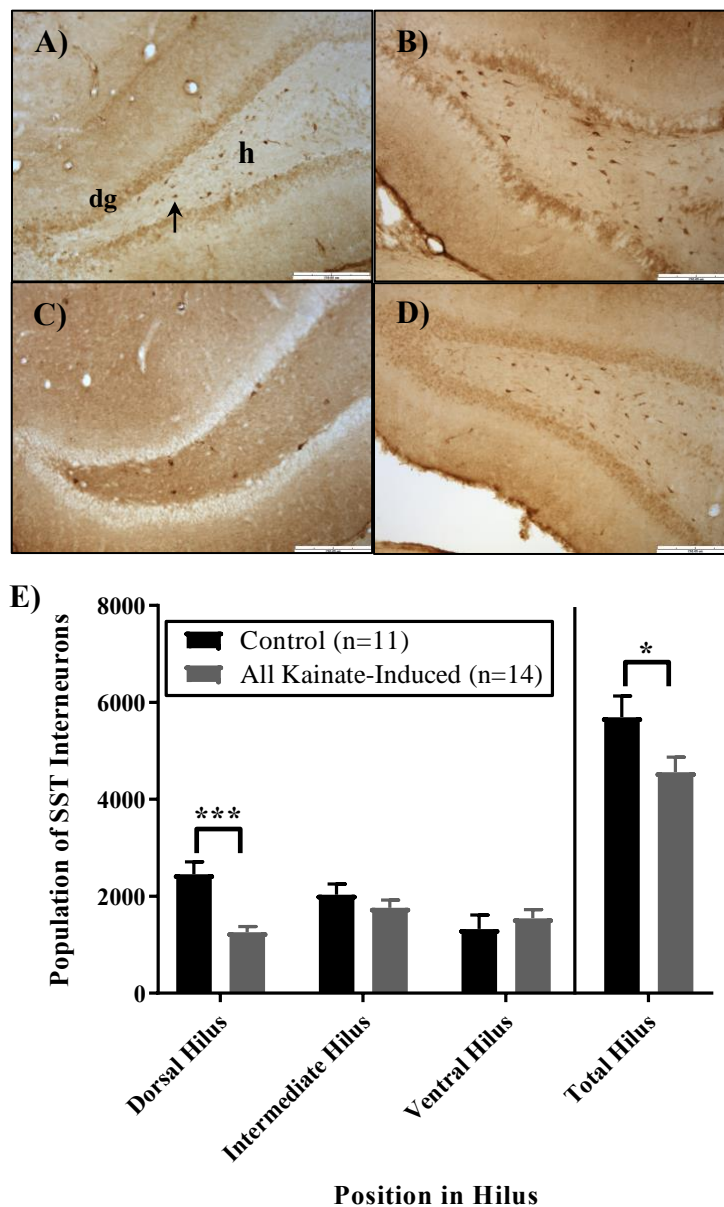 A)
B)
h
dg
C)
D)
E)
8000
6000
4000
2000
0
Population of SST Interneurons
Control (n=11)
All Kainate-Induced (n=14)
***
*
Dorsal Hilus
Intermediate Hilus
Ventral Hilus
Total Hilus
Position in Hilus